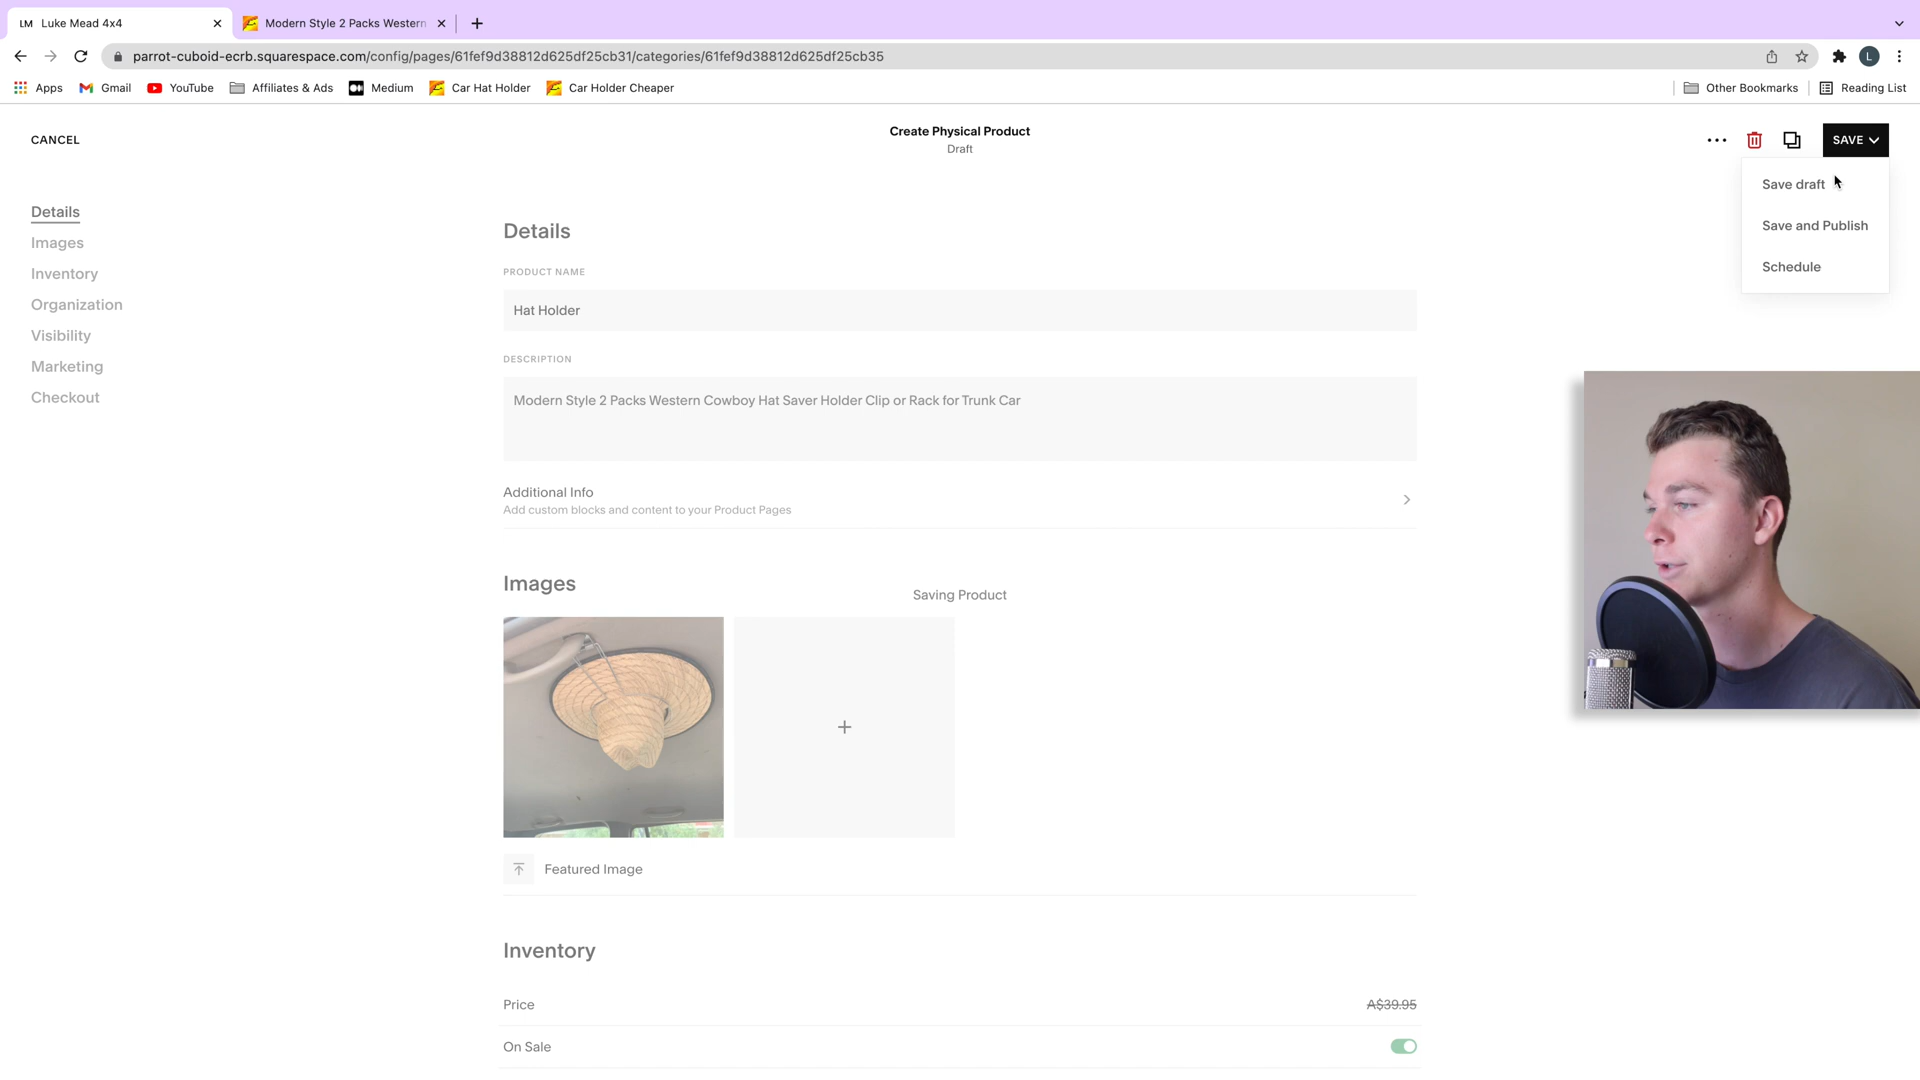 LM Luke Mead 4x4
Modern Style 2 Packs Western
parrot-cuboid-ecrb.squarespace.com/config/pages/61fef9d38812d625df25cb31/categories/61fef9d38812d625df25cb35
L
Apps Gmail YouTube Affiliates & Ads Medium Car Hat Holder Car Holder Cheaper Other Bookmarks Reading List
CANCEL
Create Physical Product
Draft
SAVE
Save draft
Save and Publish
Schedule
Details
Images
Inventory
Organization
Visibility
Marketing
Checkout
Details
PRODUCT NAME
Hat Holder
DESCRIPTION
Modern Style 2 Packs Western Cowboy Hat Saver Holder Clip or Rack for Trunk Car
Additional Info
Add custom blocks and content to your Product Pages
Images
Saving Product
Featured Image
Inventory
Price A$39.95
On Sale